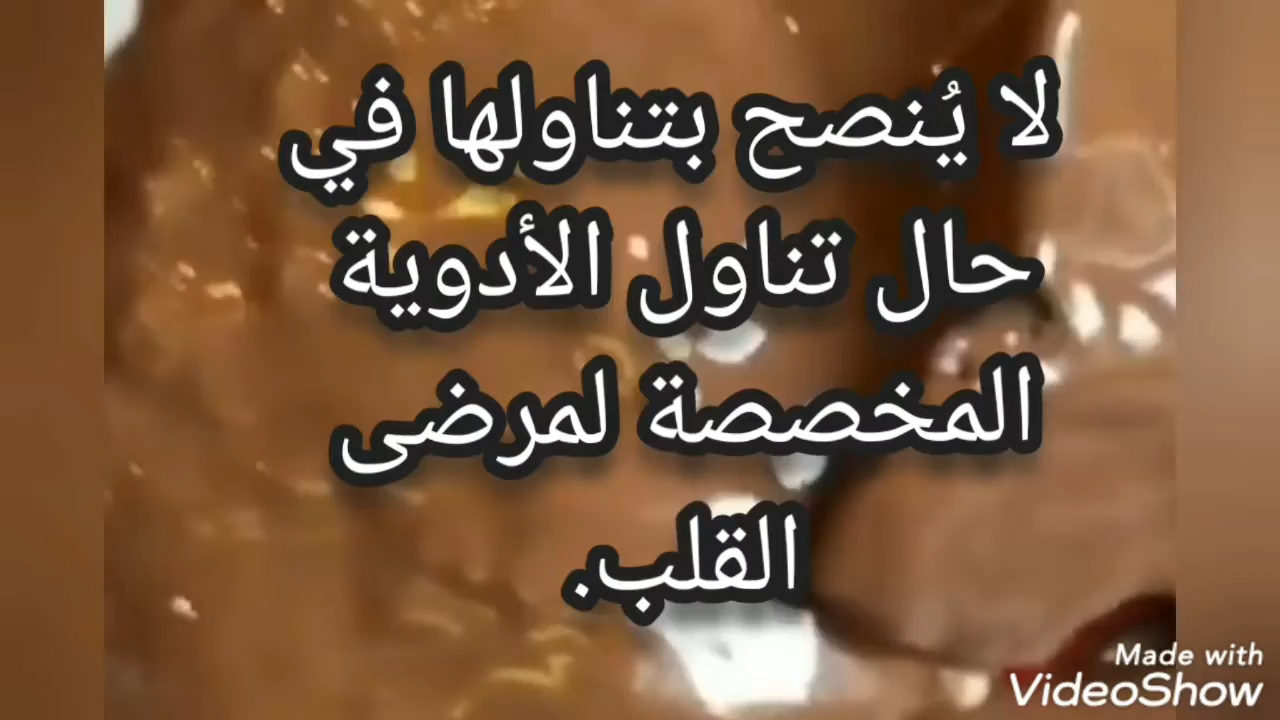 لا يُنصح بتناولها في
حال تناول الأدوية
المخصصة لمرضى
القلب.
Made with
VideoShow